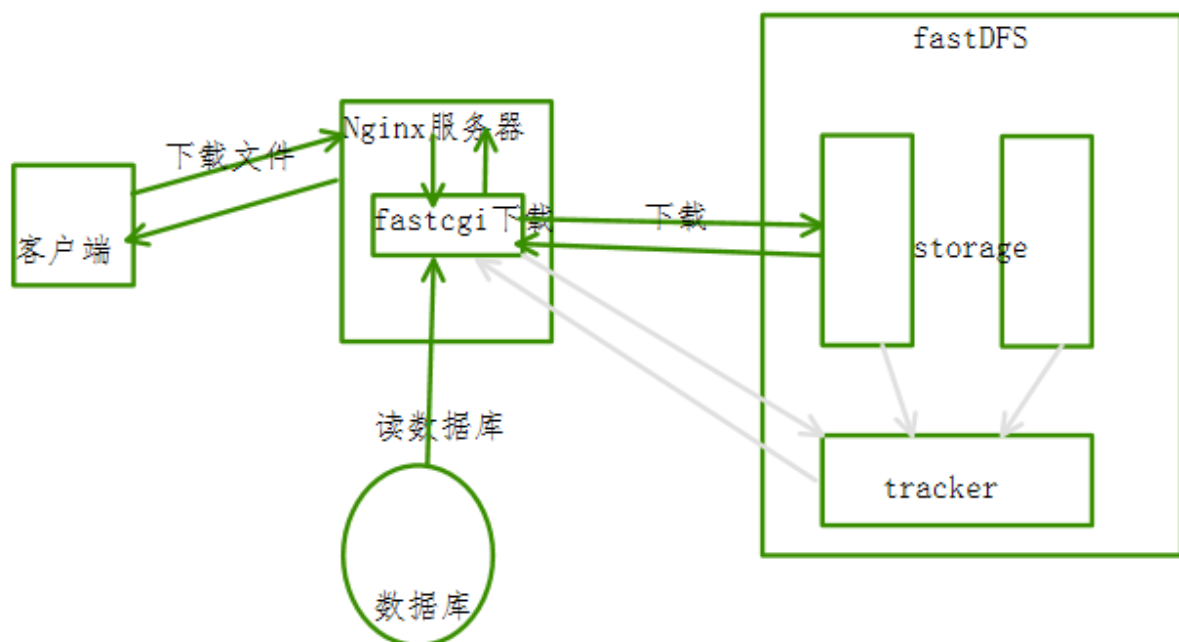 fastDFS
Nginx服务器
下载文件
fastcgi下载
下载
客户端
storage
读数据库
tracker
数据库